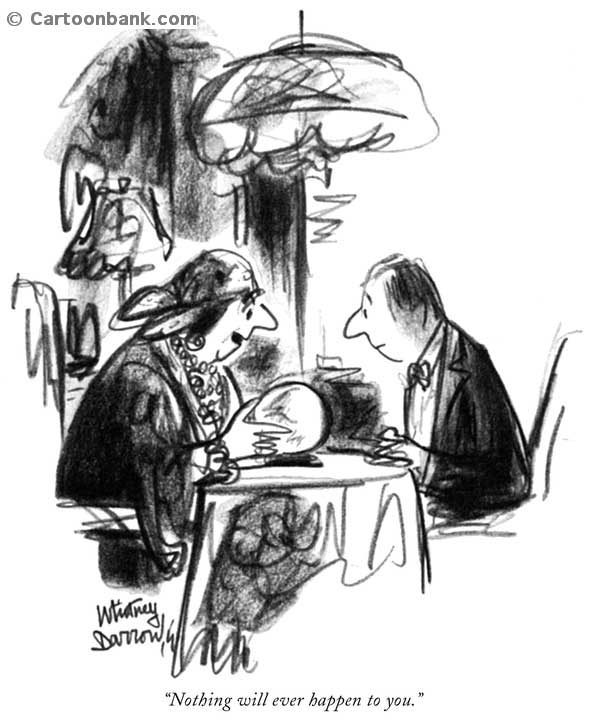 © Cartoonbank.com
Whitney
Darrow, Jr
“Nothing will ever happen to you.”